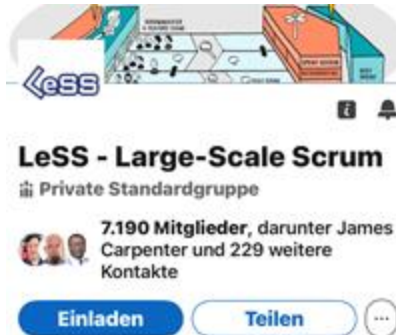 LeSS
LeSS - Large-Scale Scrum
Private Standardgruppe
7.190 Mitglieder, darunter James
Carpenter und 229 weitere
Kontakte
Einladen
Teilen